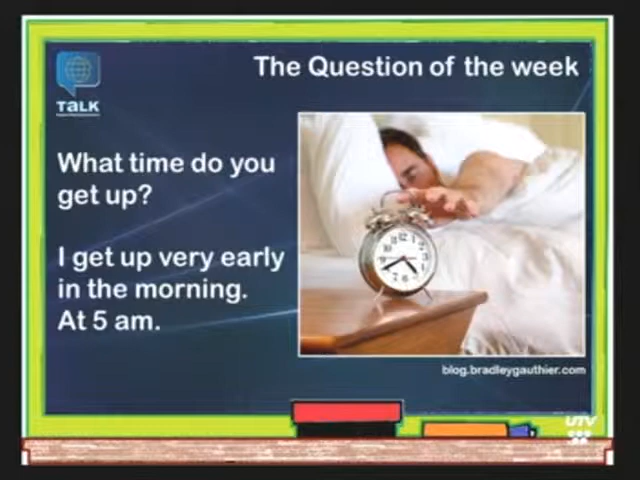 The Question of the week
TALK
What time do you
get up?
I get up very early
in the morning.
At 5 am.
blog.bradleygauthier.com
UTV